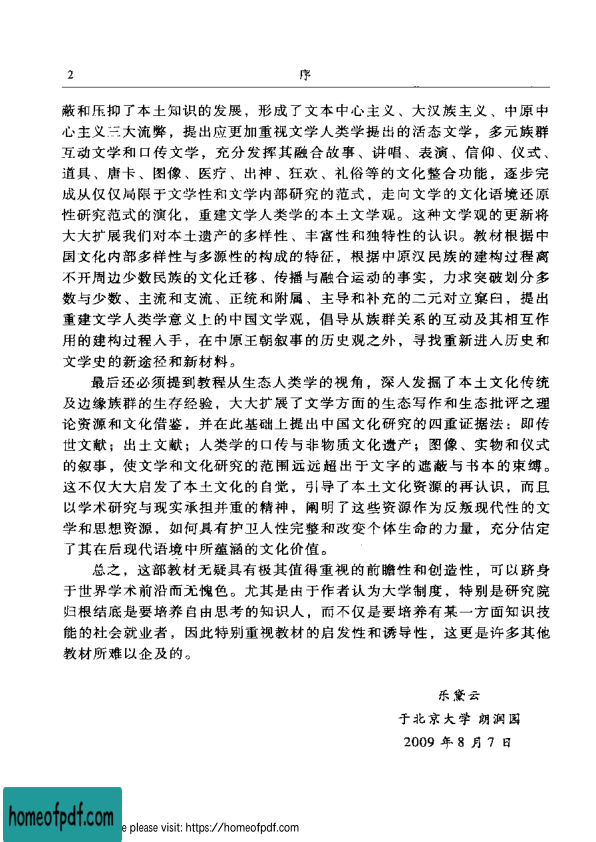 2
序
蔽和压抑了本土知识的发展，形成了文本中心主义、大汉族主义、中原中
心主义三大流弊，提出应更加重视文学人类学提出的活态文学，多元族群
互动文学和口传文学，充分发挥其融合故事、讲唱、表演、信仰、仪式、
道具、唐卡、图像、医疗、出神、狂欢、礼俗等的文化整合功能，逐步完
成从仅仅局限于文学性和文学内部研究的范式，走向文学的文化语境还原
性研究范式的演化，重建文学人类学的本土文学观。这种文学观的更新将
大大扩展我们对本土遗产的多样性、丰富性和独特性的认识。教材根据中
国文化内部多样性与多源性的构成的特征，根据中原汉民族的建构过程离
不开周边少数民族的文化迁移、传播与融合运动的事实，力求突破划分多
数与少数、主流和支流、正统和附属、主导和补充的二元对立窠臼，提出
重建文学人类学意义上的中国文学观，倡导从族群关系的互动及其相互作
用的建构过程入手，在中原王朝叙事的历史观之外，寻找重新进入历史和
文学史的新途径和新材料。
最后还必须提到教程从生态人类学的视角，深入发掘了本土文化传统
及边缘族群的生存经验，大大扩展了文学方面的生态写作和生态批评之理
论资源和文化借鉴，并在此基础上提出中国文化研究的四重证据法：即传
世文献；出土文献；人类学的口传与非物质文化遗产；图像、实物和仪式
的叙事，使文学和文化研究的范围远远超出于文字的遮蔽与书本的束缚。
这不仅大大启发了本土文化的自觉，引导了本土文化资源的再认识，而且
以学术研究与现实承担并重的精神，阐明了这些资源作为反叛现代性的文
学和思想资源，如何具有护卫人性完整和改变个体生命的力量，充分估定
了其在后现代语境中所蕴涵的文化价值。
总之，这部教材无疑具有极其值得重视的前瞻性和创造性，可以跻身
于世界学术前沿而无愧色。尤其是由于作者认为大学制度，特别是研究院
归根结底是要培养自由思考的知识人，而不仅是要培养有某一方面知识技
能的社会就业者，因此特别重视教材的启发性和诱导性，这更是许多其他
教材所难以企及的。
乐黛云
于北京大学 朗润园
2009 年 8 月 7 日
homeofpdf.com
e please visit: https://homeofpdf.com